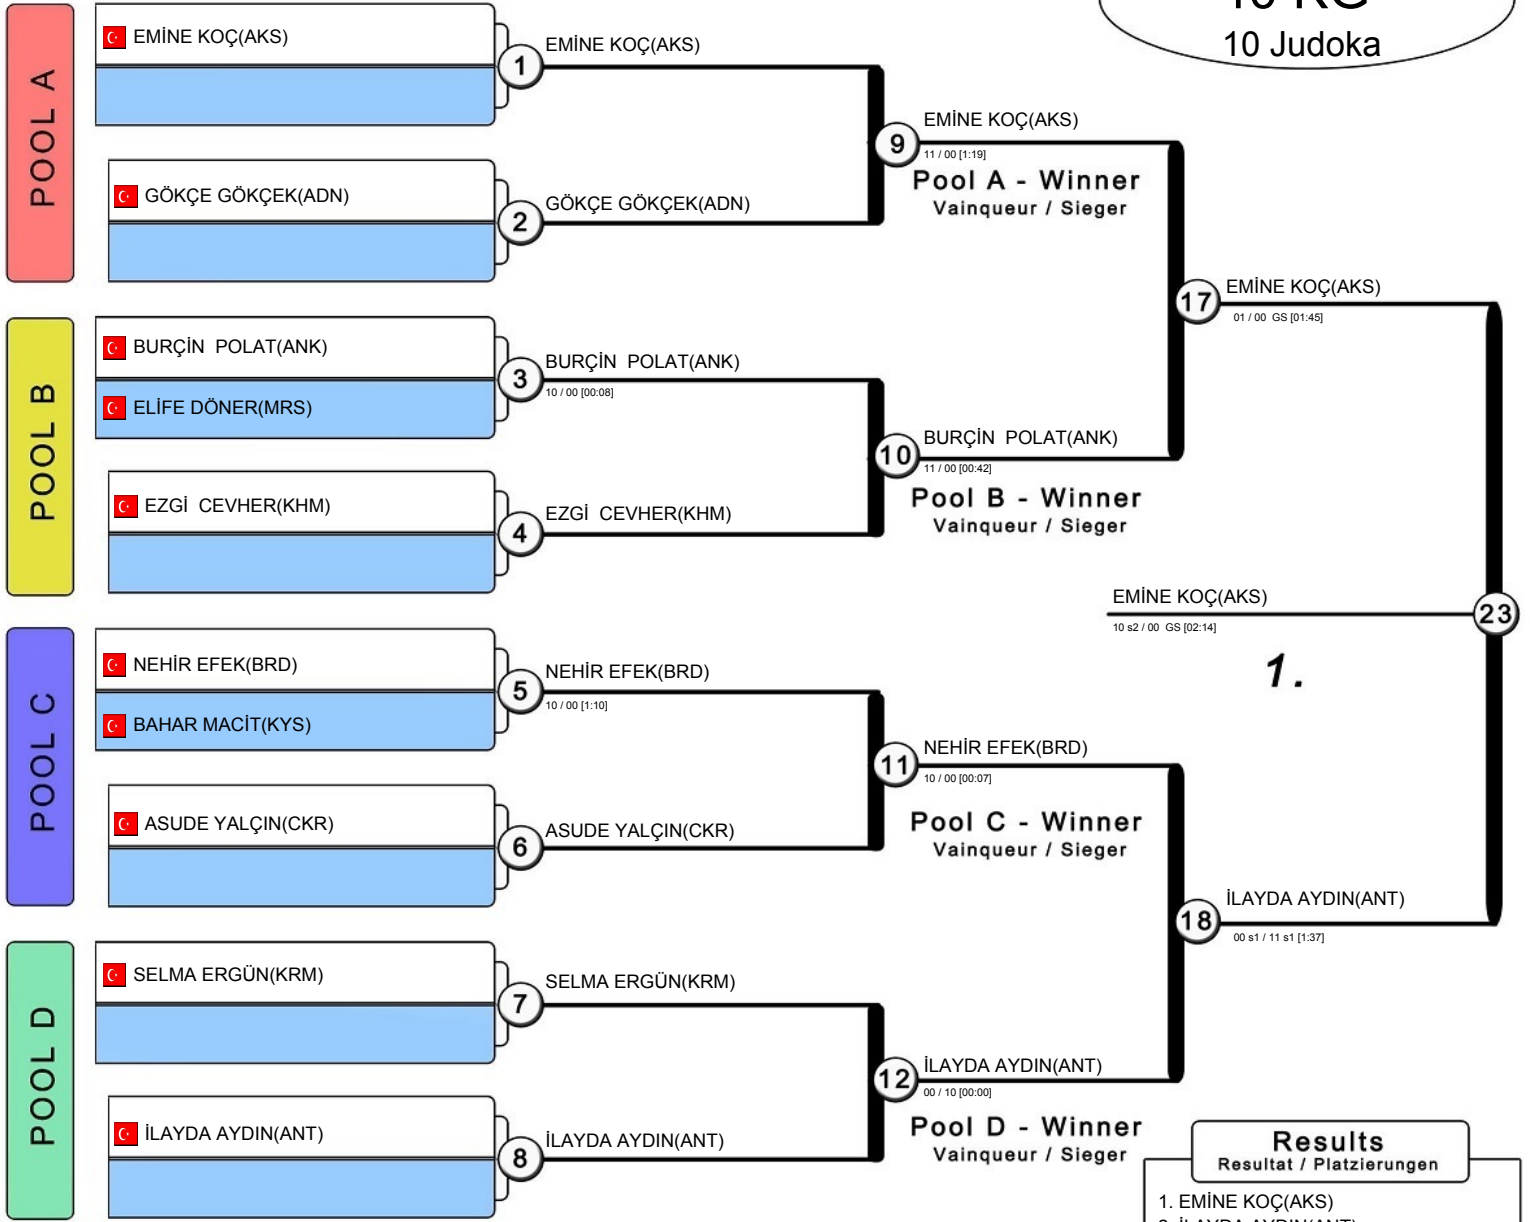 10 Judoka
POOL A
EMİNE KOÇ(AKS)
1
EMİNE KOÇ(AKS)
GÖKÇE GÖKÇEK(ADN)
2
GÖKÇE GÖKÇEK(ADN)
9
EMİNE KOÇ(AKS)
11 / 00 [1:19]
Pool A - Winner
Vainqueur / Sieger
POOL B
BURÇİN POLAT(ANK)
ELİFE DÖNER(MRS)
3
BURÇİN POLAT(ANK)
10 / 00 [00:08]
EZGİ CEVHER(KHM)
4
EZGİ CEVHER(KHM)
10
BURÇİN POLAT(ANK)
11 / 00 [00:42]
Pool B - Winner
Vainqueur / Sieger
17
EMİNE KOÇ(AKS)
01 / 00 GS [01:45]
EMİNE KOÇ(AKS)
10 s2 / 00 GS [02:14]
23
1.
POOL C
NEHİR EFEK(BRD)
BAHAR MACİT(KYS)
5
NEHİR EFEK(BRD)
10 / 00 [1:10]
ASUDE YALÇIN(CKR)
6
ASUDE YALÇIN(CKR)
11
NEHİR EFEK(BRD)
10 / 00 [00:07]
Pool C - Winner
Vainqueur / Sieger
18
İLAYDA AYDIN(ANT)
00 s1 / 11 s1 [1:37]
POOL D
SELMA ERGÜN(KRM)
7
SELMA ERGÜN(KRM)
İLAYDA AYDIN(ANT)
8
İLAYDA AYDIN(ANT)
12
İLAYDA AYDIN(ANT)
00 / 10 [00:00]
Pool D - Winner
Vainqueur / Sieger
Results
Resultat / Platzierungen
1. EMİNE KOÇ(AKS)
2. İLAYDA AYDIN(ANT)